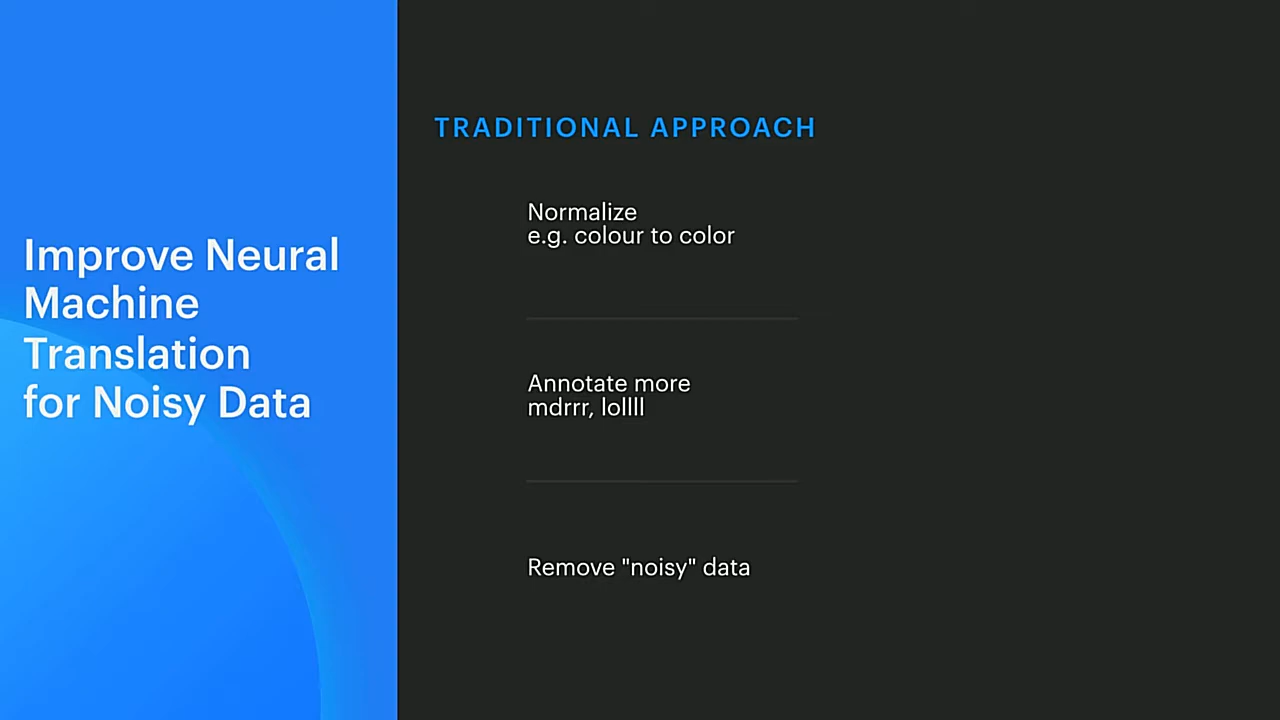 Improve Neural
Machine
Translation
for Noisy Data
TRADITIONAL APPROACH
Normalize
e.g. colour to color
Annotate more
mdrrr, lollll
Remove "noisy" data